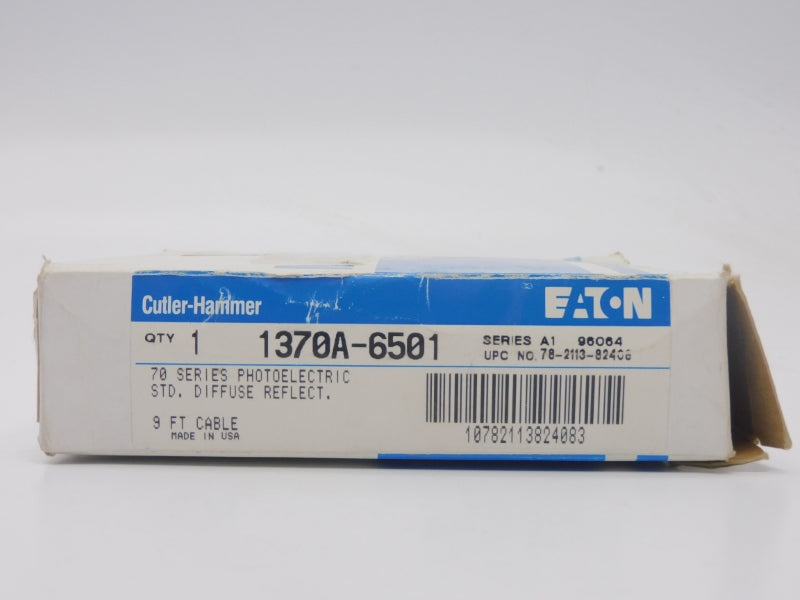 Cutler-Hammer EATON
QTY 1 1370A-6501 SERIES A1 96064
UPC NO. 78-2113-82408
70 SERIES PHOTOELECTRIC
STD. DIFFUSE REFLECT.
9 FT CABLE
MADE IN USA
10782113824083